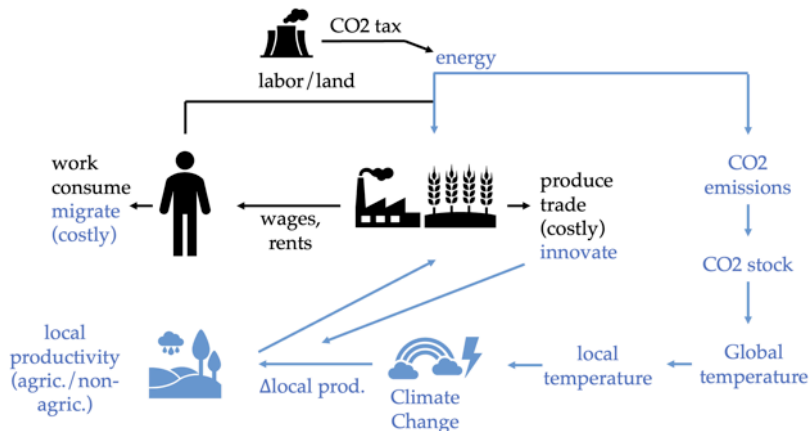 CO2 tax
energy
labor/land
work
consume
migrate
(costly)
wages,
rents
produce
trade
(costly)
innovate
CO2
emissions
CO2 stock
local
productivity
(agric./non-
agric.)
Δlocal prod.
Climate
Change
local
temperature
Global
temperature